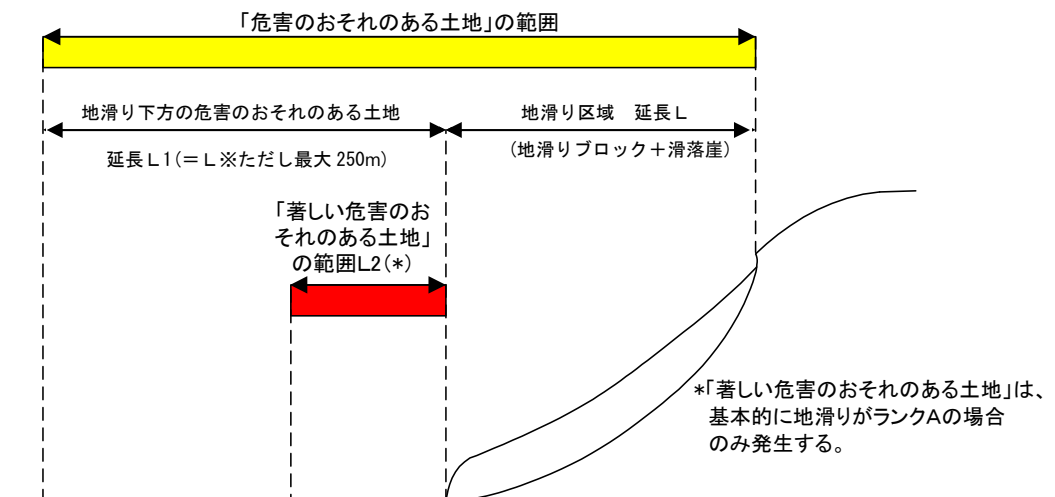 「危害のおそれのある土地」の範囲
地滑り下方の危害のおそれのある土地
地滑り区域　延長Ｌ
延長Ｌ１（＝Ｌ※ただし最大 250m）
（地滑りブロック＋滑落崖）
「著しい危害のお
それのある土地」
の範囲L2（*）
*「著しい危害のおそれのある土地」は、
基本的に地滑りがランクAの場合
のみ発生する。